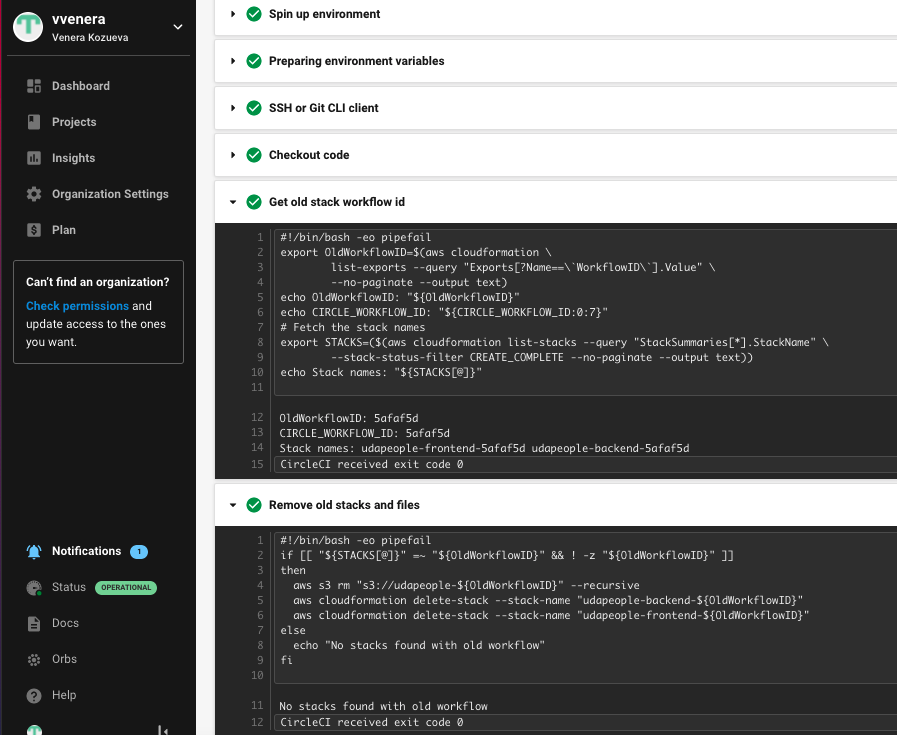 vvenera
Venera Kozueva
Dashboard
Projects
Insights
Organization Settings
Plan
Can't find an organization?
Check permissions and
update access to the ones
you want.
Notifications 1
Status OPERATIONAL
Docs
Orbs
Help
Spin up environment
Preparing environment variables
SSH or Git CLI client
Checkout code
Get old stack workflow id
1 #!/bin/bash -eo pipefail
2 export OldWorkflowID=$(aws cloudformation \
3 list-exports --query "Exports[?Name==\`WorkflowID\`].Value" \
4 --no-paginate --output text)
5 echo OldWorkflowID: "${OldWorkflowID}"
6 echo CIRCLE_WORKFLOW_ID: "${CIRCLE_WORKFLOW_ID:0:7}"
7 # Fetch the stack names
8 export STACKS=($(aws cloudformation list-stacks --query "StackSummaries[*].StackName" \
9 --stack-status-filter CREATE_COMPLETE --no-paginate --output text))
10 echo Stack names: "${STACKS[@]}"
11
12 OldWorkflowID: 5afaf5d
13 CIRCLE_WORKFLOW_ID: 5afaf5d
14 Stack names: udapeople-frontend-5afaf5d udapeople-backend-5afaf5d
15 CircleCI received exit code 0
Remove old stacks and files
1 #!/bin/bash -eo pipefail
2 if [[ "${STACKS[@]}" =~ "${OldWorkflowID}" && ! -z "${OldWorkflowID}" ]]
3 then
4 aws s3 rm "s3://udapeople-${OldWorkflowID}" --recursive
5 aws cloudformation delete-stack --stack-name "udapeople-backend-${OldWorkflowID}"
6 aws cloudformation delete-stack --stack-name "udapeople-frontend-${OldWorkflowID}"
7 else
8 echo "No stacks found with old workflow"
9 fi
10
11 No stacks found with old workflow
12 CircleCI received exit code 0